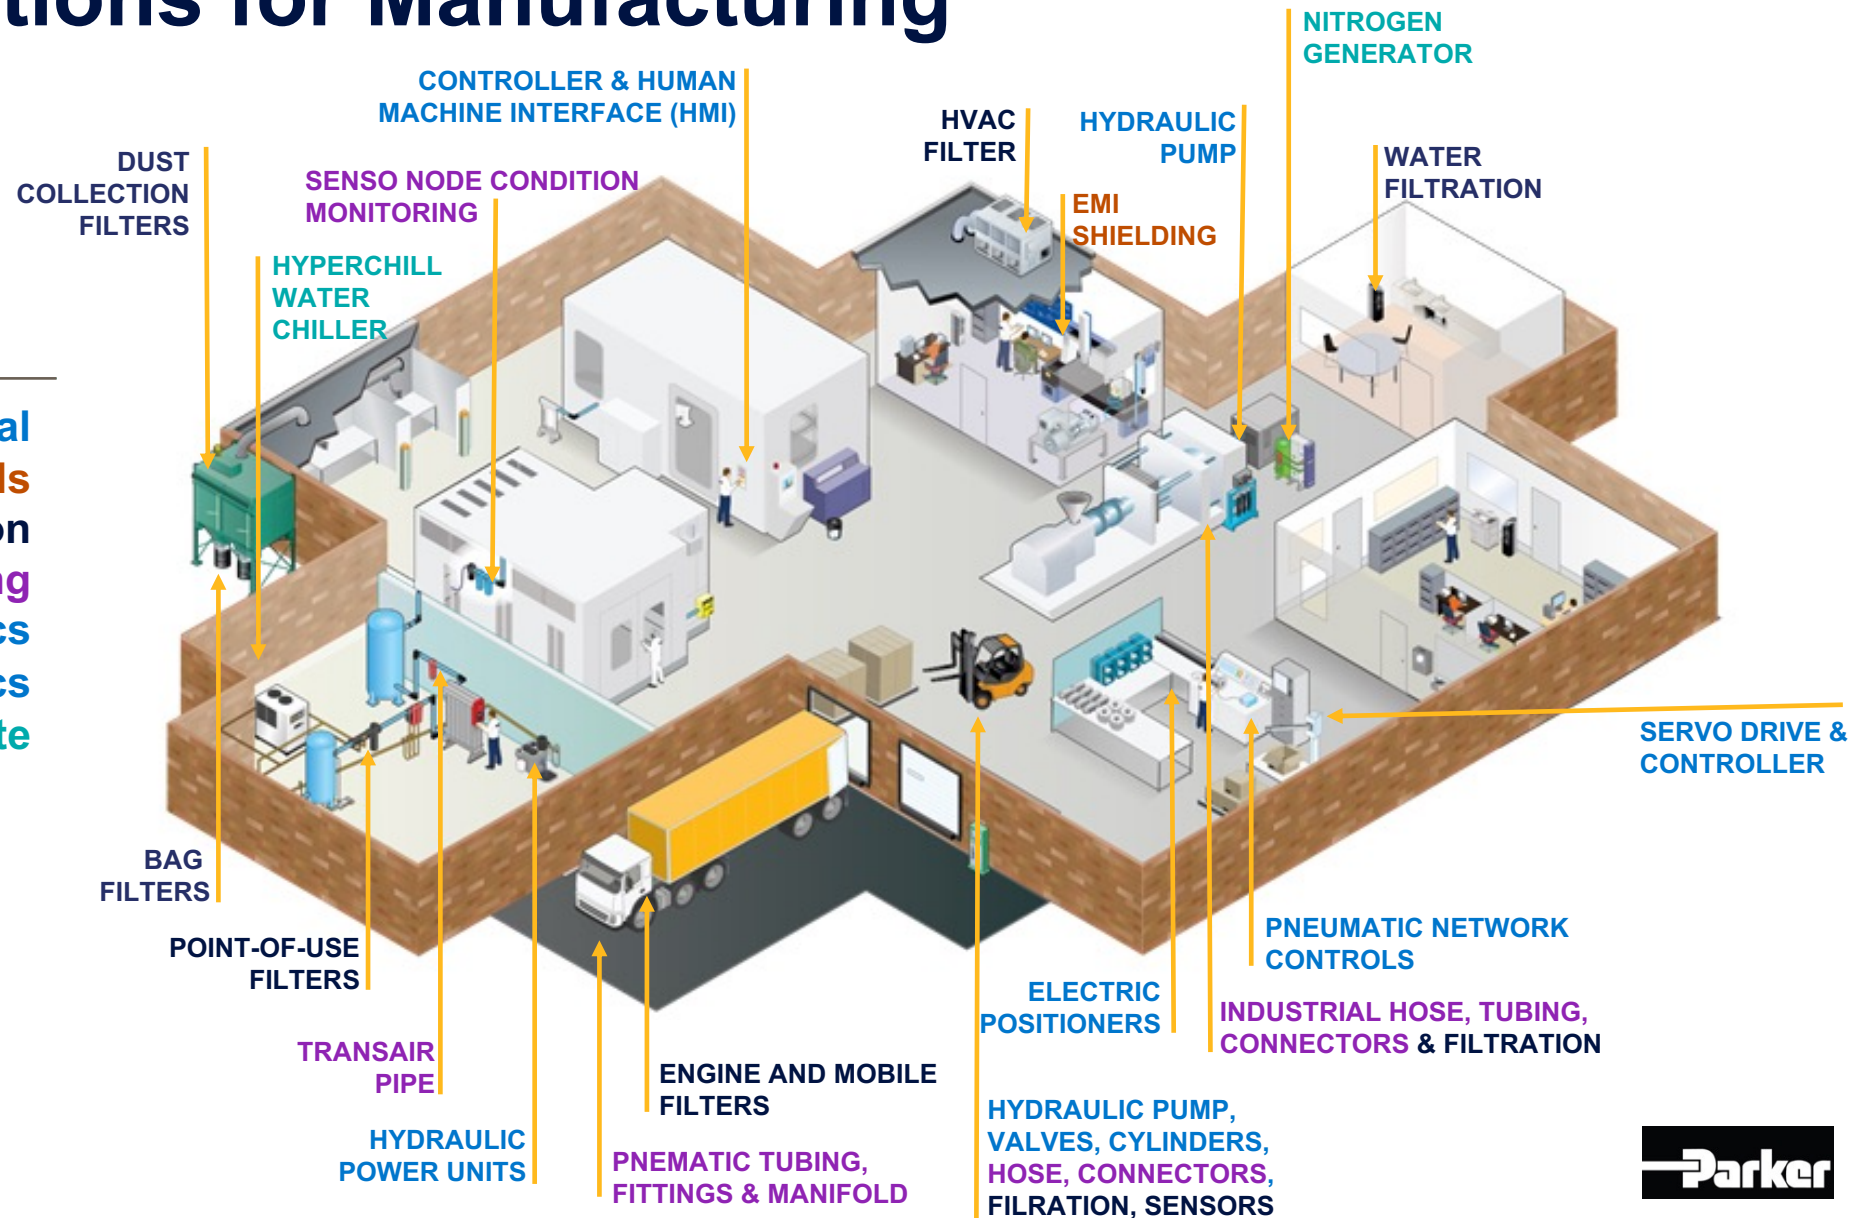 tions for Manufacturing
NITROGEN
GENERATOR
CONTROLLER & HUMAN
MACHINE INTERFACE (HMI)
HVAC
FILTER
HYDRAULIC
PUMP
WATER
FILTRATION
DUST
COLLECTION
FILTERS
SENSO NODE CONDITION
MONITORING
EMI
SHIELDING
HYPERCHILL
WATER
CHILLER
al
ls
on
ng
cs
cs
te
SERVO DRIVE &
CONTROLLER
BAG
FILTERS
POINT-OF-USE
FILTERS
PNEUMATIC NETWORK
CONTROLS
ELECTRIC
POSITIONERS
INDUSTRIAL HOSE, TUBING,
CONNECTORS & FILTRATION
TRANSAIR
PIPE
ENGINE AND MOBILE
FILTERS
HYDRAULIC
POWER UNITS
PNEMATIC TUBING,
FITTINGS & MANIFOLD
HYDRAULIC PUMP,
VALVES, CYLINDERS,
HOSE, CONNECTORS,
FILRATION, SENSORS
Parker